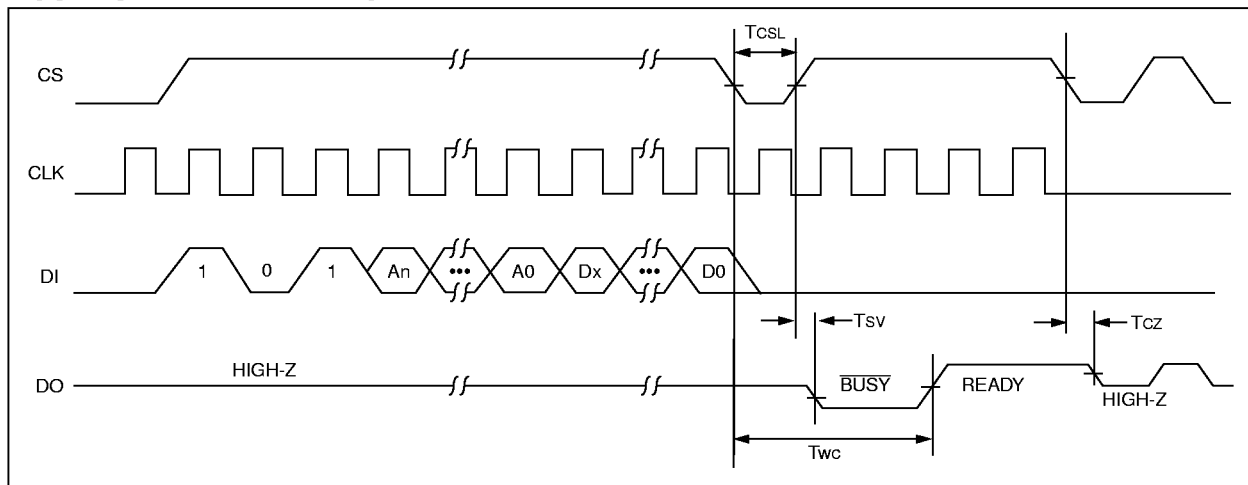 TCSL
CS
CLK
DI 1 0 1 An ••• A0 Dx ••• D0
TSV TCZ
DO HIGH-Z BUSY READY HIGH-Z
TWC